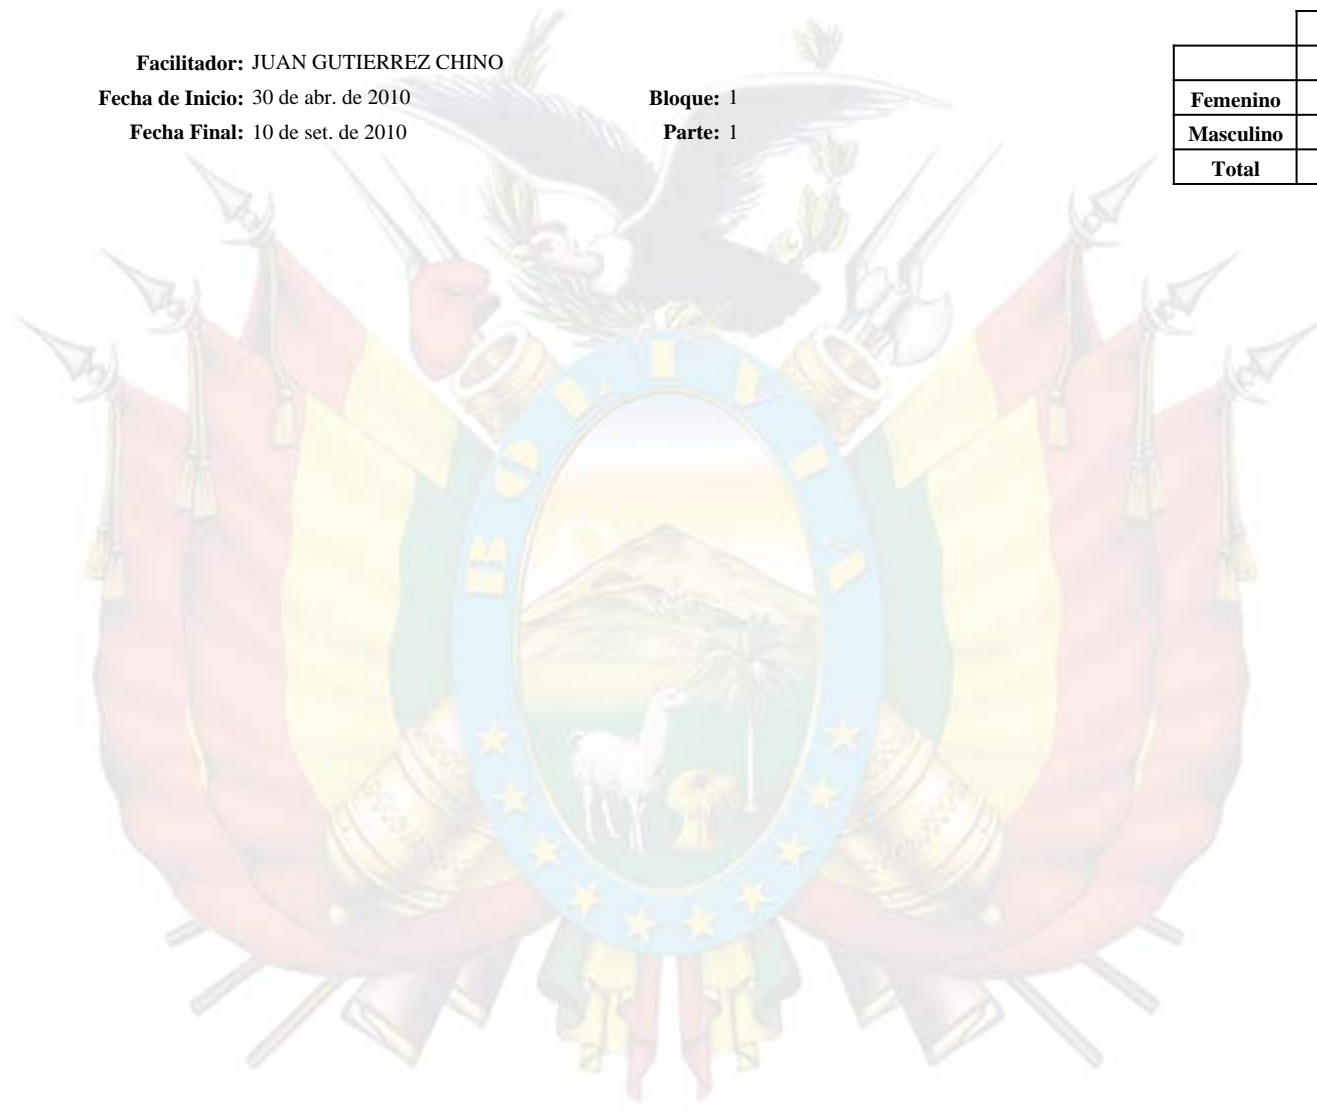 Facilitador: JUAN GUTIERREZ CHINO
Fecha de Inicio: 30 de abr. de 2010 Bloque: 1
Fecha Final: 10 de set. de 2010 Parte: 1
Femenino
Masculino
Total
BOLIVIA